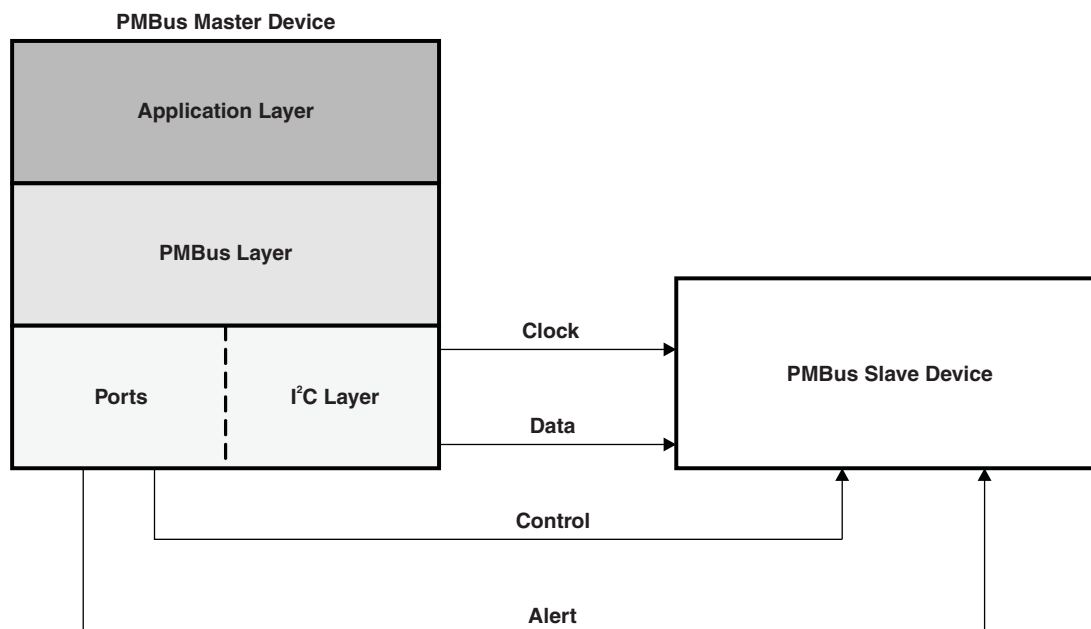 PMBus Master Device
Application Layer
PMBus Layer
Ports
I²C Layer
Clock
Data
PMBus Slave Device
Control
Alert